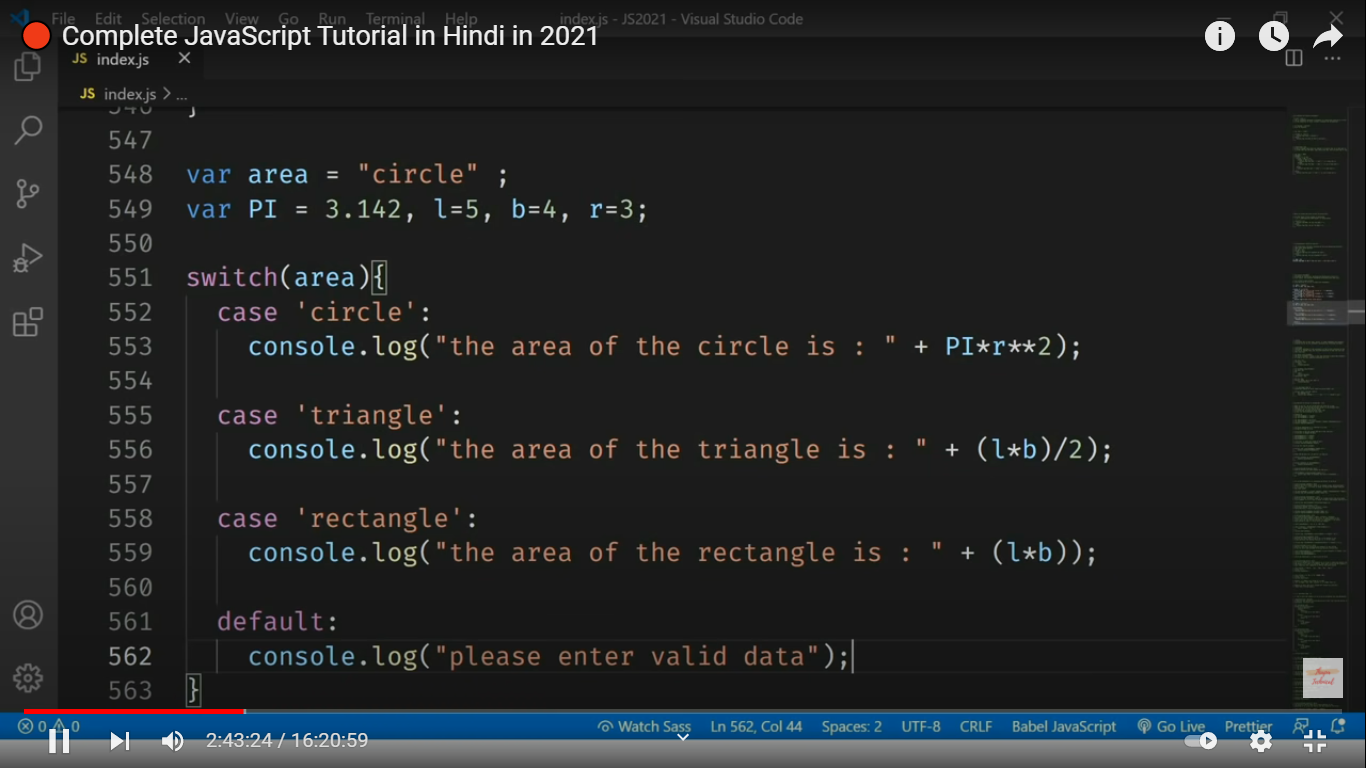 File Edit Selection View Go Run Terminal Help index.js - JS2021 - Visual Studio Code
Complete JavaScript Tutorial in Hindi in 2021
JS index.js
JS index.js > ...
546 }
547
548 var area = "circle" ;
549 var PI = 3.142, l=5, b=4, r=3;
550
551 switch(area){
552 case 'circle':
553 console.log("the area of the circle is : " + PI*r**2);
554
555 case 'triangle':
556 console.log("the area of the triangle is : " + (l*b)/2);
557
558 case 'rectangle':
559 console.log("the area of the rectangle is : " + (l*b));
560
561 default:
562 console.log("please enter valid data");
563 }
0 0 Watch Sass Ln 562, Col 44 Spaces: 2 UTF-8 CRLF Babel JavaScript Go Live Prettier
2:43:24 / 16:20:59